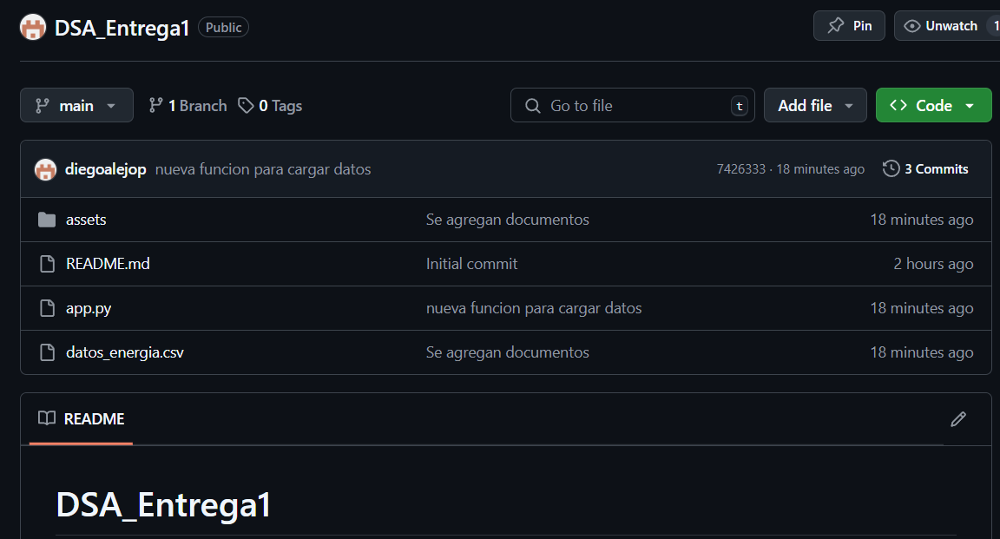 DSA_Entrega1 Public Pin Unwatch 1
main 1 Branch 0 Tags Go to file t Add file Code
diegoalejop nueva funcion para cargar datos 7426333 · 18 minutes ago 3 Commits
assets Se agregan documentos 18 minutes ago
README.md Initial commit 2 hours ago
app.py nueva funcion para cargar datos 18 minutes ago
datos_energia.csv Se agregan documentos 18 minutes ago
README
DSA_Entrega1